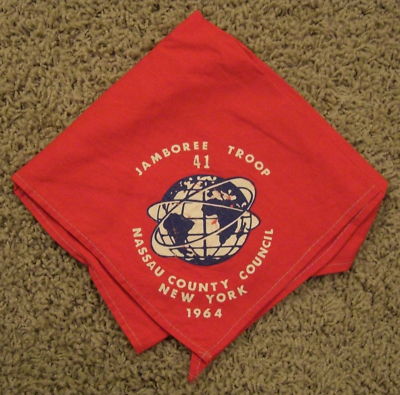 JAMBOREE TROOP
41
NASSAU COUNTY COUNCIL
NEW YORK
1964